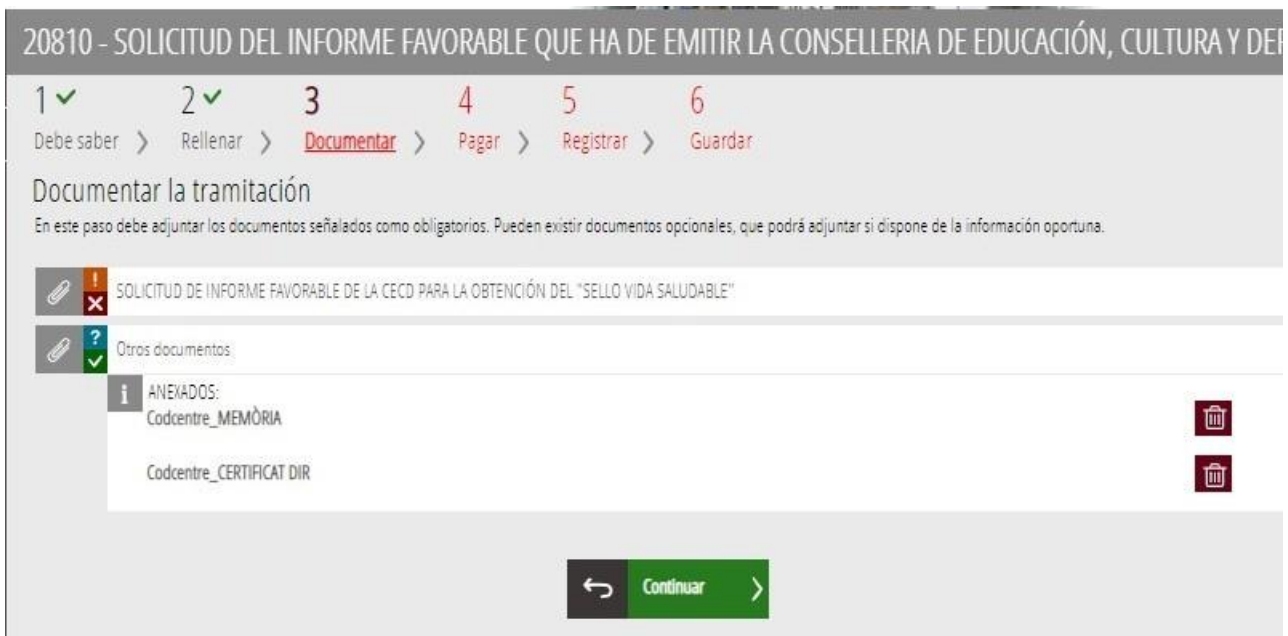 20810 - SOLICITUD DEL INFORME FAVORABLE QUE HA DE EMITIR LA CONSELLERIA DE EDUCACIÓN, CULTURA Y DEP
1 2 3 4 5 6
Debe saber Rellenar Documentar Pagar Registrar Guardar
Documentar la tramitación
En este paso debe adjuntar los documentos señalados como obligatorios. Pueden existir documentos opcionales, que podrá adjuntar si dispone de la información oportuna.
! SOLICITUD DE INFORME FAVORABLE DE LA CECD PARA LA OBTENCIÓN DEL "SELLO VIDA SALUDABLE"
? Otros documentos
i ANEXADOS:
Codcentre_MEMÒRIA
Codcentre_CERTIFICAT DIR
Continuar